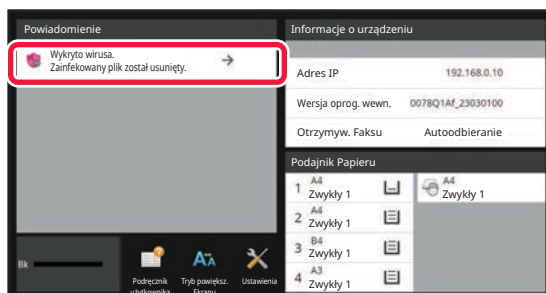 Powiadomienie
Wykryto wirusa.
Zainfekowany plik został usunięty.
Bk
Podręcznik
użytkownika
Tryb powiększ.
Ekranu
Ustawienia
Informacje o urządzeniu
Adres IP 192.168.0.10
Wersja oprog. wewn. 0078Q1Af_23030100
Otrzymyw. Faksu Autoodbieranie
Podajnik Papieru
1 A4
Zwykły 1
A4
Zwykły 1
2 A4
Zwykły 1
3 B4
Zwykły 1
4 A3
Zwykły 1